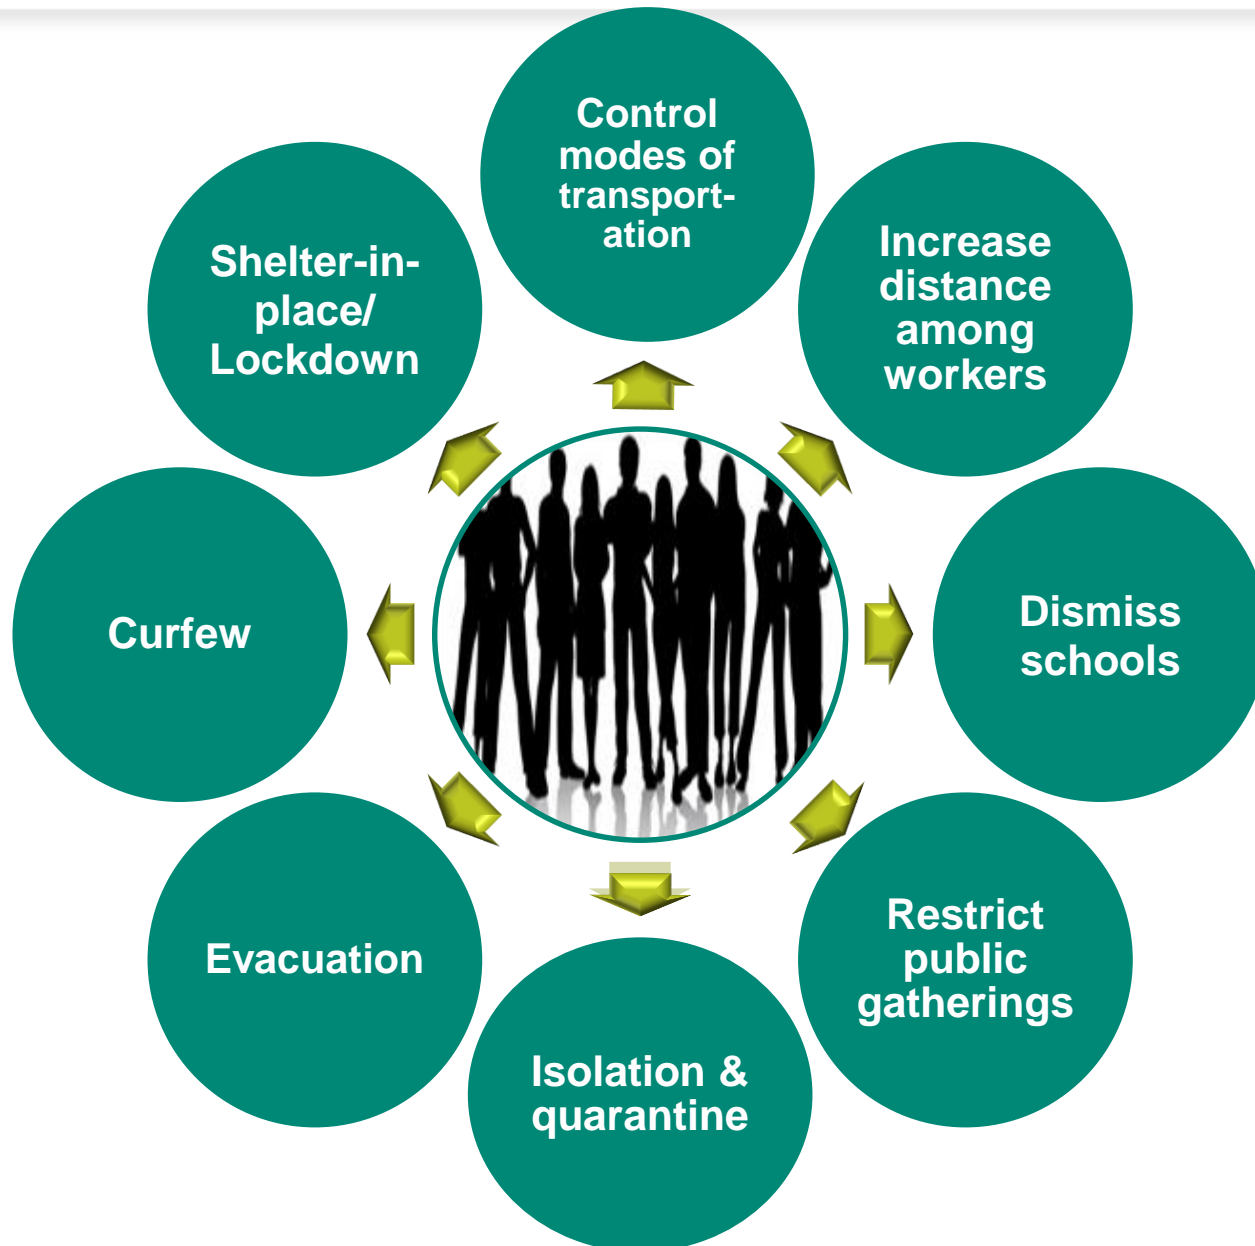 Control
modes of
transport-
ation
Increase
distance
among
workers
Dismiss
schools
Restrict
public
gatherings
Isolation &
quarantine
Evacuation
Curfew
Shelter-in-
place/
Lockdown